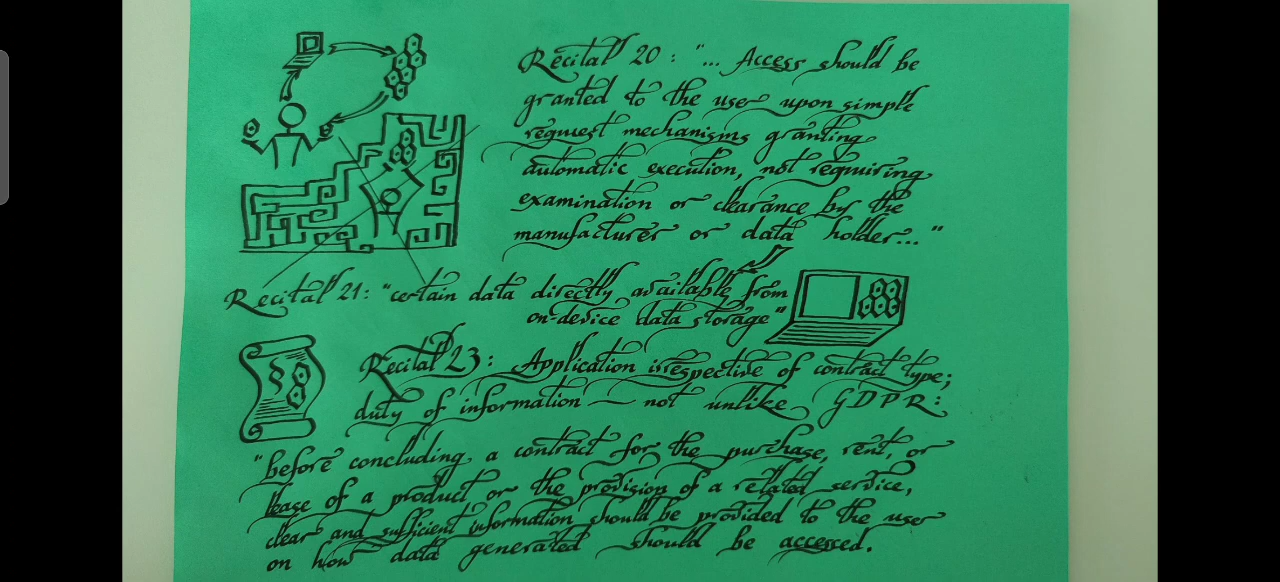 Recital 20: "... Access should be
granted to the user upon simple
request mechanisms granting
automatic execution, not requiring
examination or clearance by the
manufacturer or data holder..."
Recital 21: "certain data directly available from
on-device data storage"
§
Recital 23: Application irrespective of contract type;
duty of information – not unlike GDPR:
"before concluding a contract for the purchase, rent, or
lease of a product or the provision of a related service,
clear and sufficient information should be provided to the user
on how data generated should be accessed.